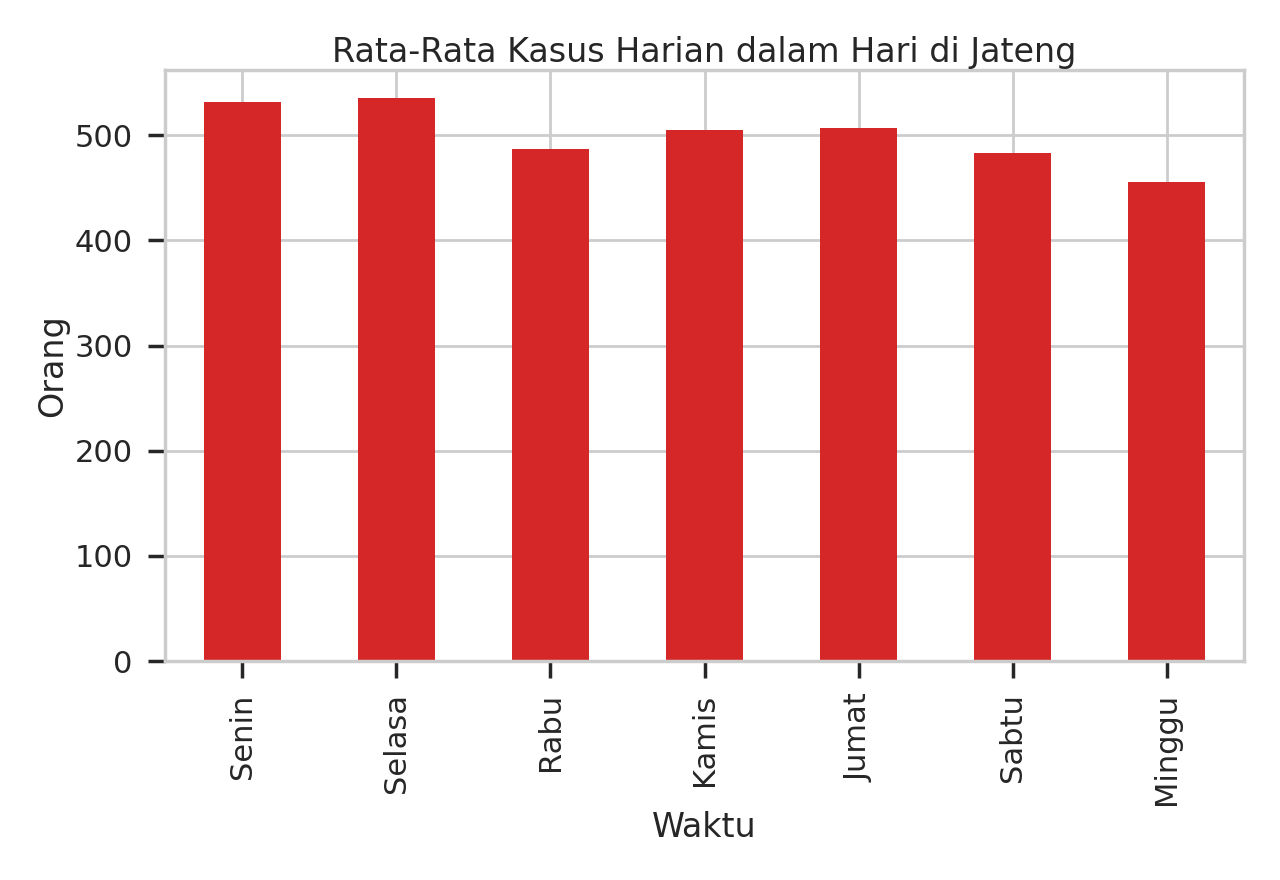 Rata-Rata Kasus Harian dalam Hari di Jateng
Orang
500
400
300
200
100
0
Senin
Selasa
Rabu
Kamis
Jumat
Sabtu
Minggu
Waktu